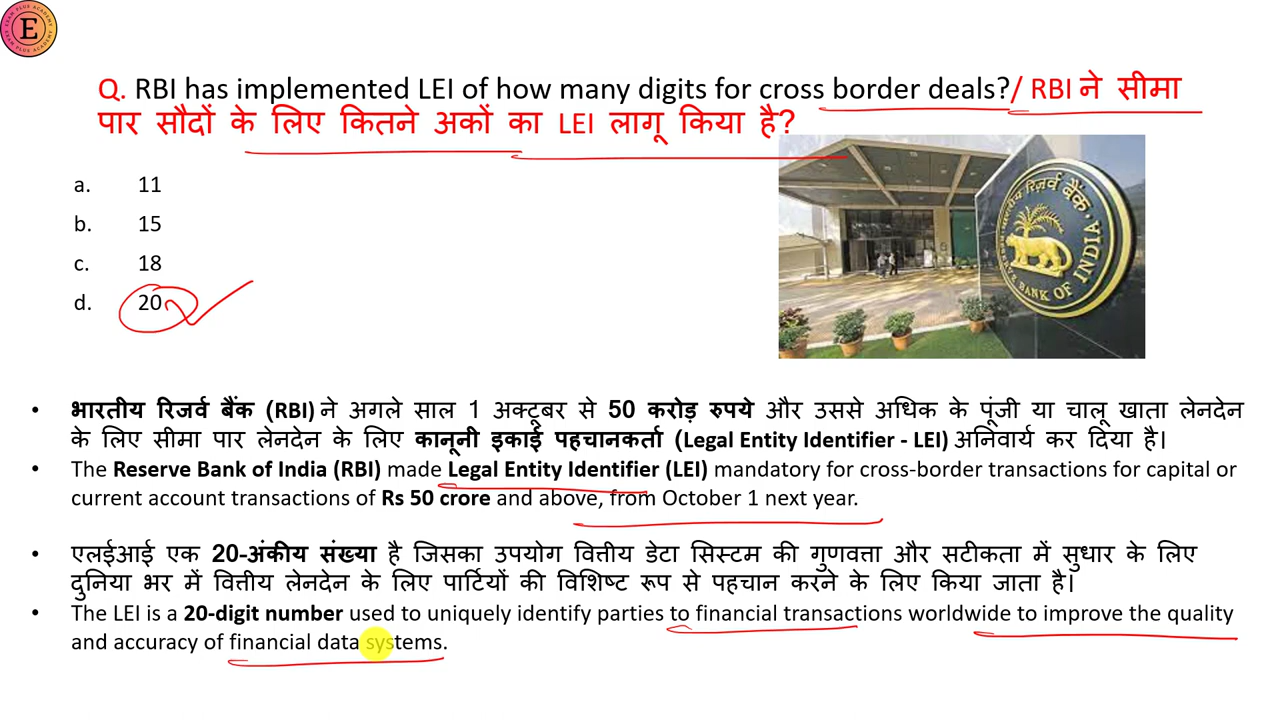 E
Q. RBI has implemented LEI of how many digits for cross border deals?/ RBI ने सीमा
पार सौदों के लिए कितने अकों का LEI लागू किया है?
a. 11
b. 15
c. 18
d. 20
भारतीय रिज़र्व बैंक
RESERVE BANK OF INDIA
• भारतीय रिजर्व बैंक (RBI) ने अगले साल 1 अक्टूबर से 50 करोड़ रुपये और उससे अधिक के पूंजी या चालू खाता लेनदेन
के लिए सीमा पार लेनदेन के लिए कानूनी इकाई पहचानकर्ता (Legal Entity Identifier - LEI) अनिवार्य कर दिया है।
• The Reserve Bank of India (RBI) made Legal Entity Identifier (LEI) mandatory for cross-border transactions for capital or
current account transactions of Rs 50 crore and above, from October 1 next year.
• एलईआई एक 20-अंकीय संख्या है जिसका उपयोग वित्तीय डेटा सिस्टम की गुणवत्ता और सटीकता में सुधार के लिए
दुनिया भर में वित्तीय लेनदेन के लिए पार्टियों की विशिष्ट रूप से पहचान करने के लिए किया जाता है।
• The LEI is a 20-digit number used to uniquely identify parties to financial transactions worldwide to improve the quality
and accuracy of financial data systems.